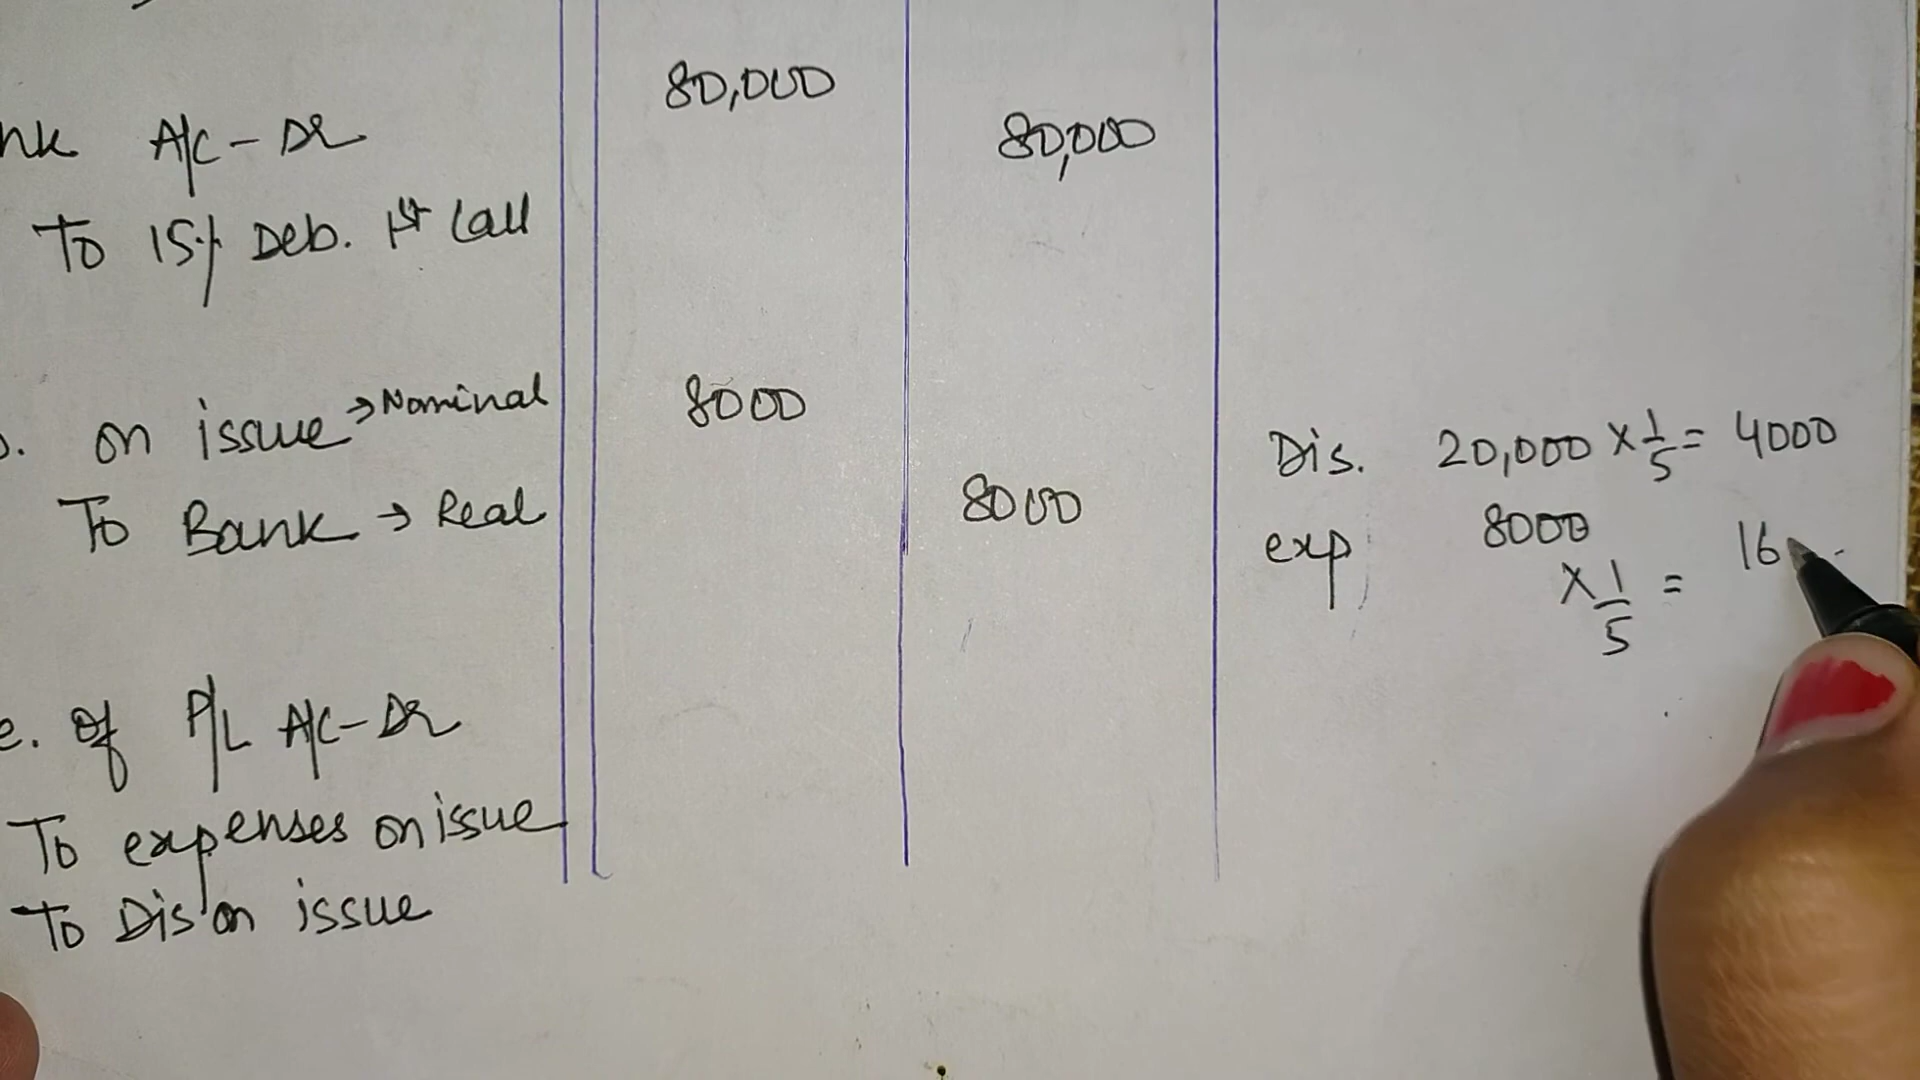 80,000
nk A/C - Dr
80,000
To 15% Deb. 1st Call
. on issue → Nominal
8000
To Bank → Real
8000
Dis. 20,000 × 1/5 = 4000
exp 8000 × 1/5 = 16
e. of P/L A/C - Dr
To expenses on issue
To Dis on issue